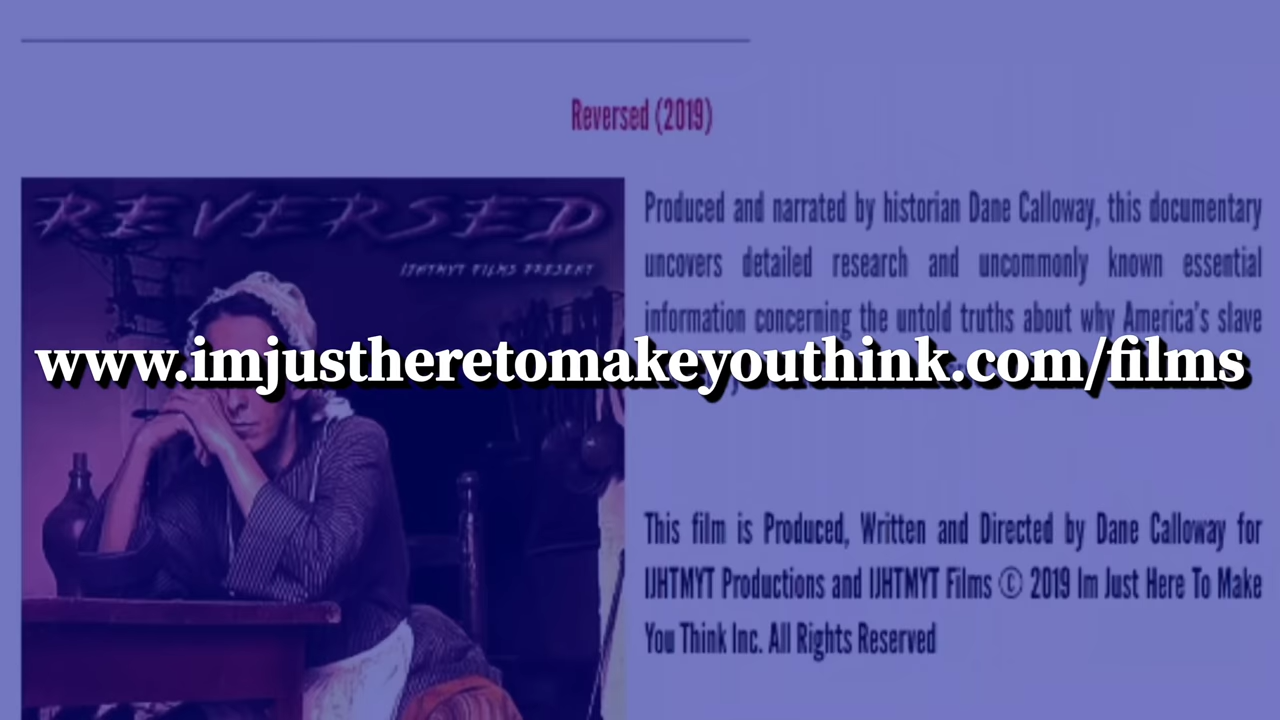 Reversed (2019)
REVERSED
IJHTMYT FILMS PRESENT
Produced and narrated by historian Dane Calloway, this documentary
uncovers detailed research and uncommonly known essential
information concerning the untold truths about why America's slave
www.imjustheretomakeyouthink.com/films
This film is Produced, Written and Directed by Dane Calloway for
IJHTMYT Productions and IJHTMYT Films © 2019 Im Just Here To Make
You Think Inc. All Rights Reserved